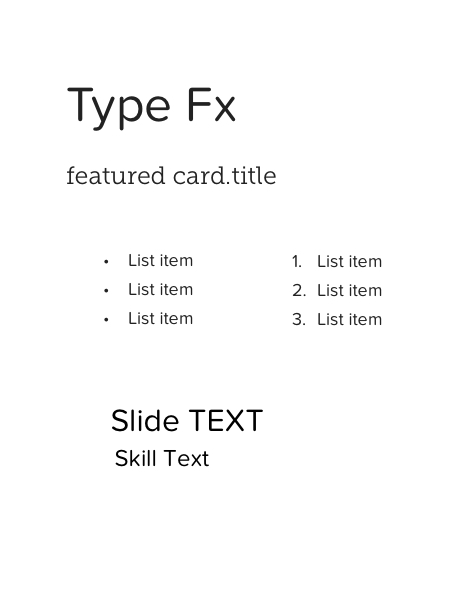 Type Fx
featured card.title
• List item
• List item
• List item
1. List item
2. List item
3. List item
Slide TEXT
Skill Text